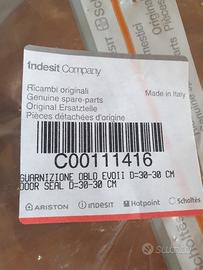 indesit Company
Ricambi originali
Genuine spare-parts
Original Ersatzteile
Pièces détachées d'origine
Made in Italy
C00111416
GUARNIZIONE OBLO EVOII D=30-30 CM
DOOR SEAL D=30-30 CM
ARISTON
indesit
Hotpoint
Scholtès